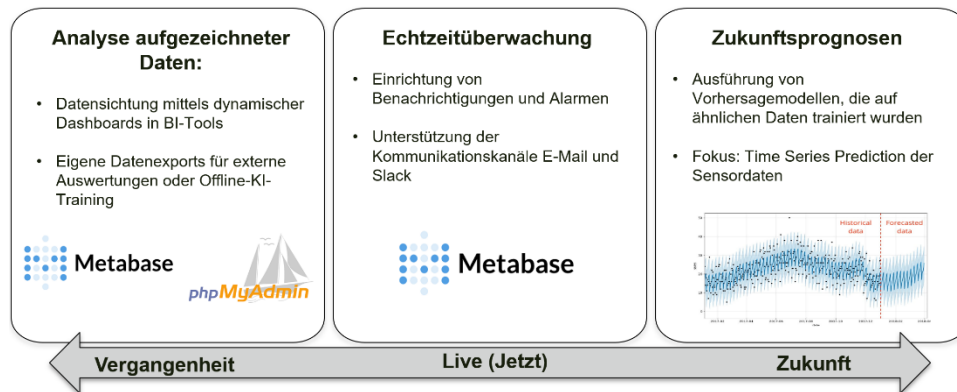 Analyse aufgezeichneter
Daten:
• Datensichtung mittels dynamischer
Dashboards in BI-Tools
• Eigene Datenexports für externe
Auswertungen oder Offline-KI-
Training
Metabase
phpMyAdmin
Echtzeitüberwachung
• Einrichtung von
Benachrichtigungen und Alarmen
• Unterstützung der
Kommunikationskanäle E-Mail und
Slack
Metabase
Zukunftsprognosen
• Ausführung von
Vorhersagemodellen, die auf
ähnlichen Daten trainiert wurden
• Fokus: Time Series Prediction der
Sensordaten
Historical
data
Forecasted
data
Vergangenheit
Live (Jetzt)
Zukunft